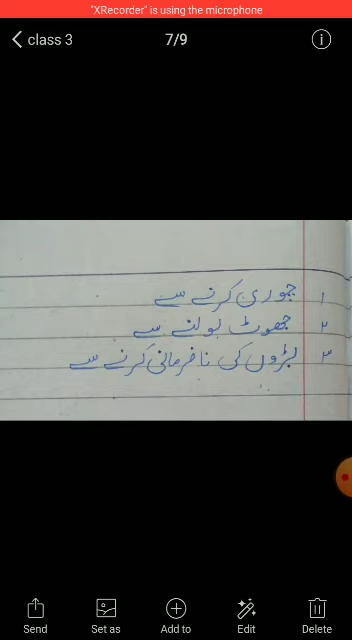 "XRecorder" is using the microphone
class 3
7/9
۱ چوری کرنے سے
۲ جھوٹ بولنے سے
۳ بڑوں کی نافرمانی کرنے سے
Send Set as Add to Edit Delete